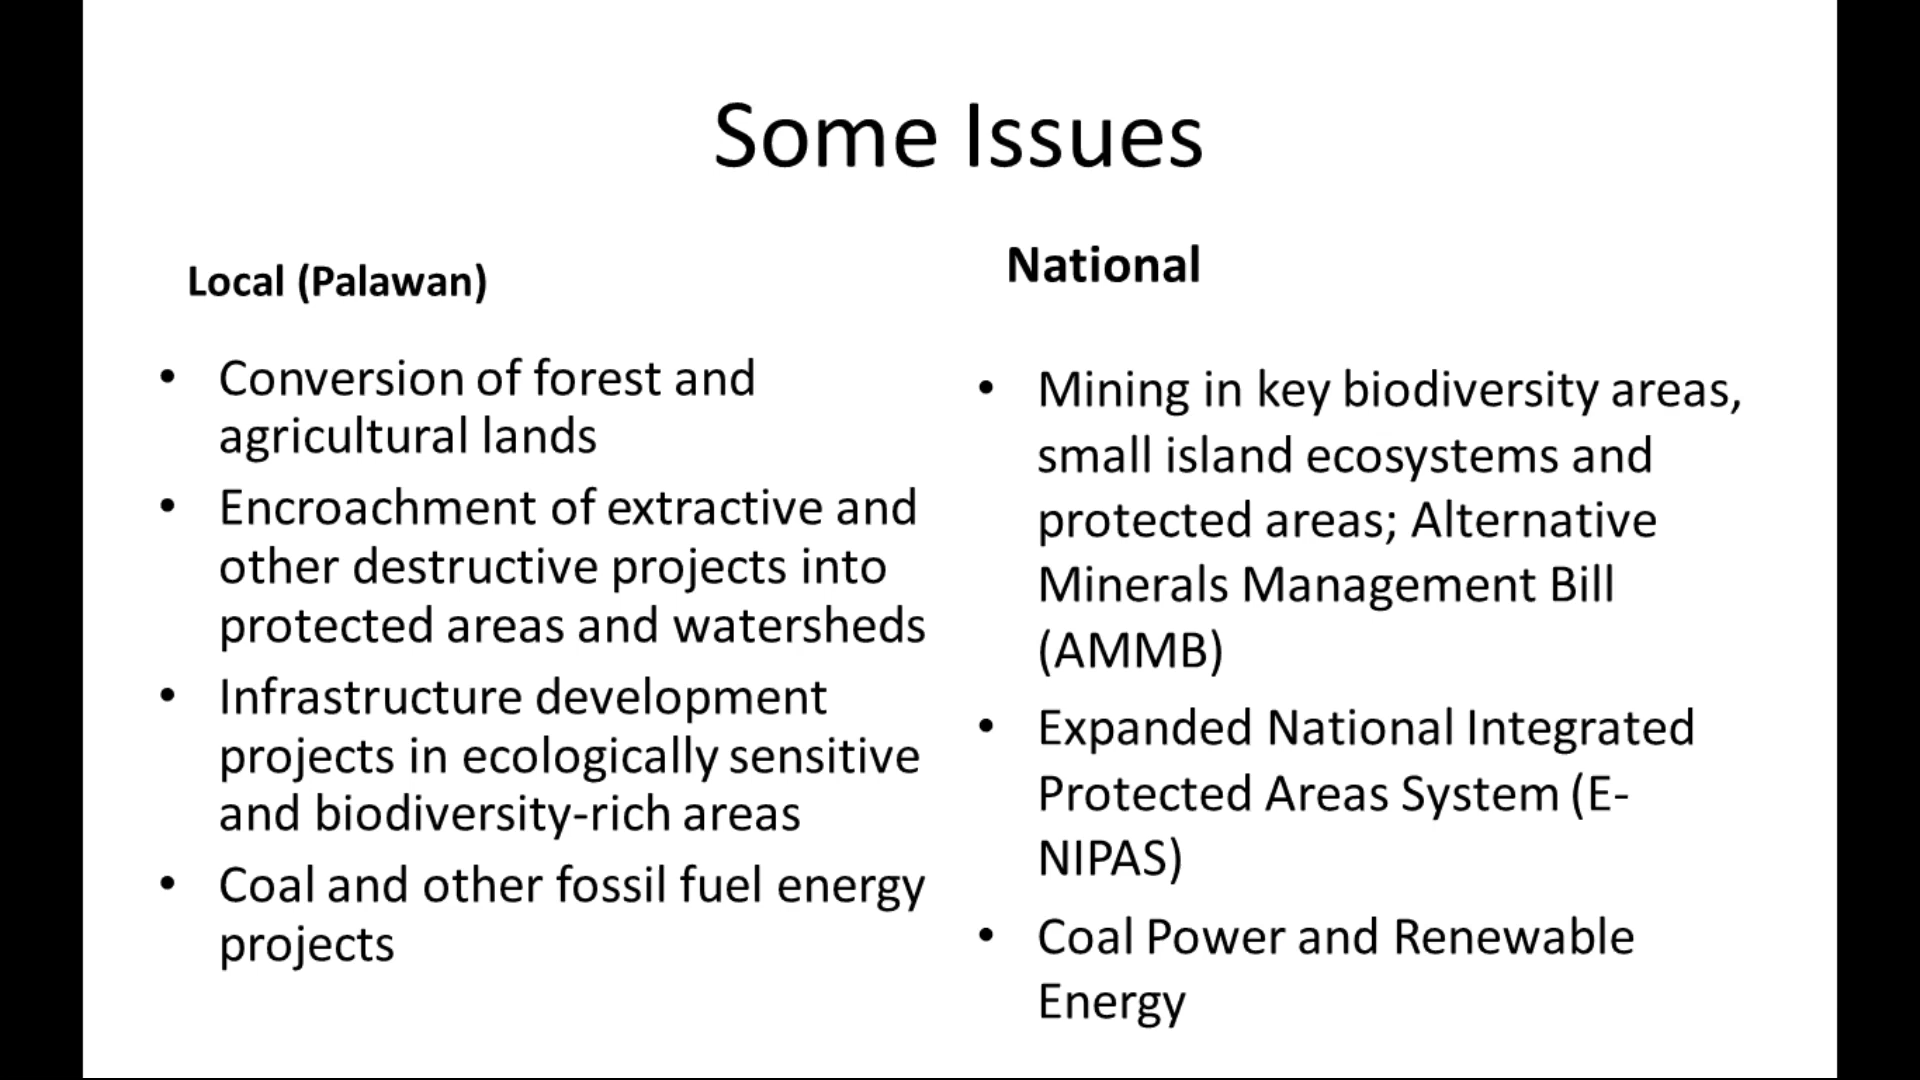 Some Issues
Local (Palawan)
• Conversion of forest and
agricultural lands
• Encroachment of extractive and
other destructive projects into
protected areas and watersheds
• Infrastructure development
projects in ecologically sensitive
and biodiversity-rich areas
• Coal and other fossil fuel energy
projects
National
• Mining in key biodiversity areas,
small island ecosystems and
protected areas; Alternative
Minerals Management Bill
(AMMB)
• Expanded National Integrated
Protected Areas System (E-
NIPAS)
• Coal Power and Renewable
Energy